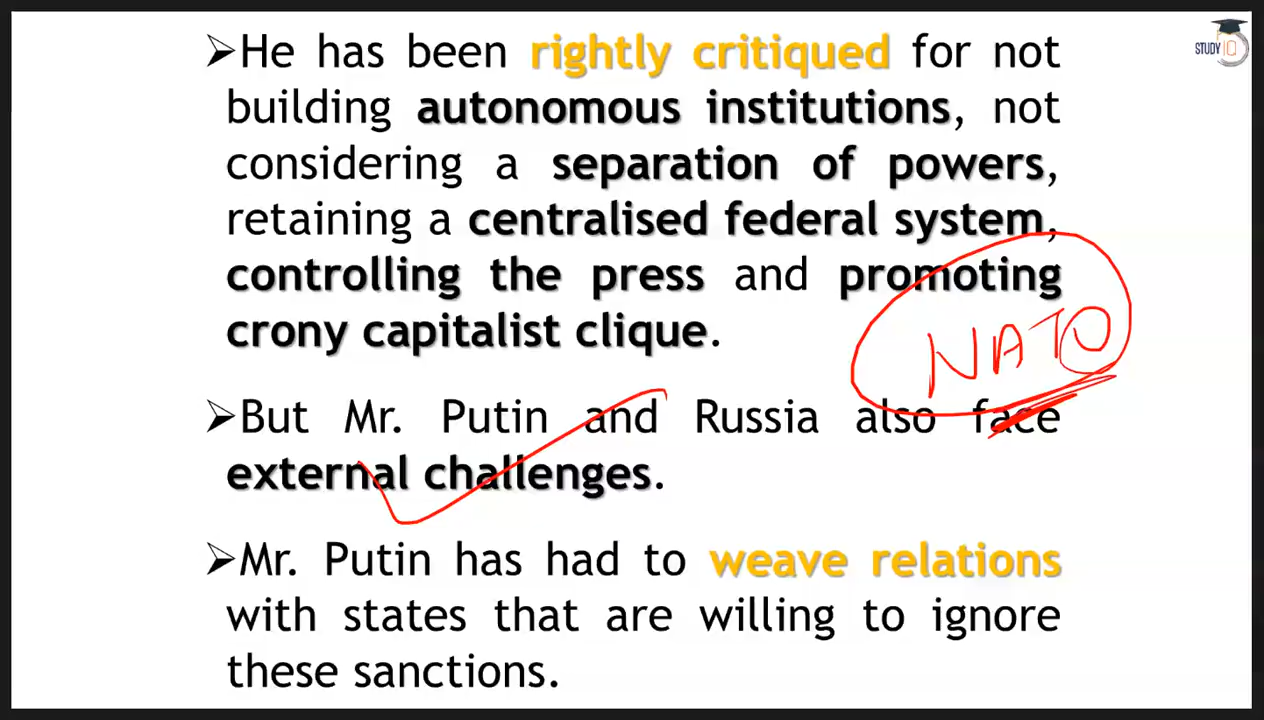 STUDY IQ
➢He has been rightly critiqued for not
building autonomous institutions, not
considering a separation of powers,
retaining a centralised federal system,
controlling the press and promoting
crony capitalist clique.
NATO
➢But Mr. Putin and Russia also face
external challenges.
➢Mr. Putin has had to weave relations
with states that are willing to ignore
these sanctions.